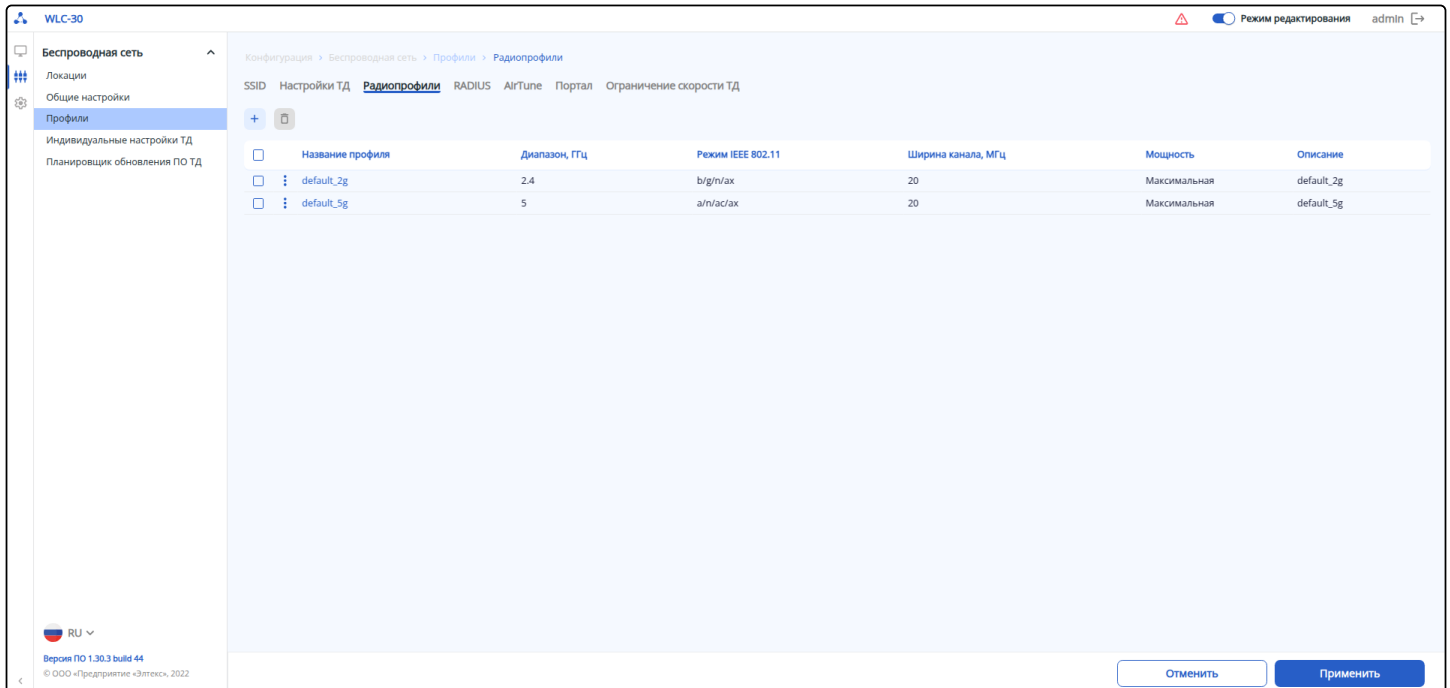 WLC-30
Режим редактирования
admin
Беспроводная сеть
Локации
Общие настройки
Профили
Индивидуальные настройки ТД
Планировщик обновления ПО ТД
Конфигурация › Беспроводная сеть › Профили › Радиопрофили
SSID Настройки ТД Радиопрофили RADIUS AirTune Портал Ограничение скорости ТД
Название профиля Диапазон, ГГц Режим IEEE 802.11 Ширина канала, МГц Мощность Описание
default_2g 2.4 b/g/n/ax 20 Максимальная default_2g
default_5g 5 a/n/ac/ax 20 Максимальная default_5g
RU
Версия ПО 1.30.3 build 44
© ООО «Предприятие «Элтекс», 2022
Отменить Применить